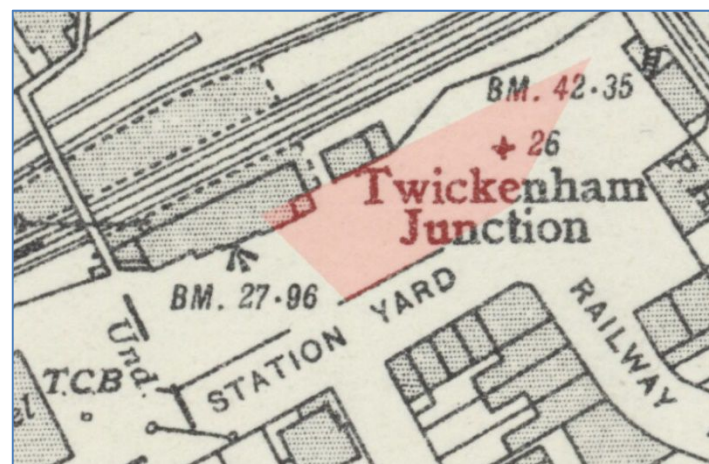 BM. 42·35
26
Twickenham
Junction
BM. 27·96
STATION YARD
RAILWAY
Und.
T.C.B